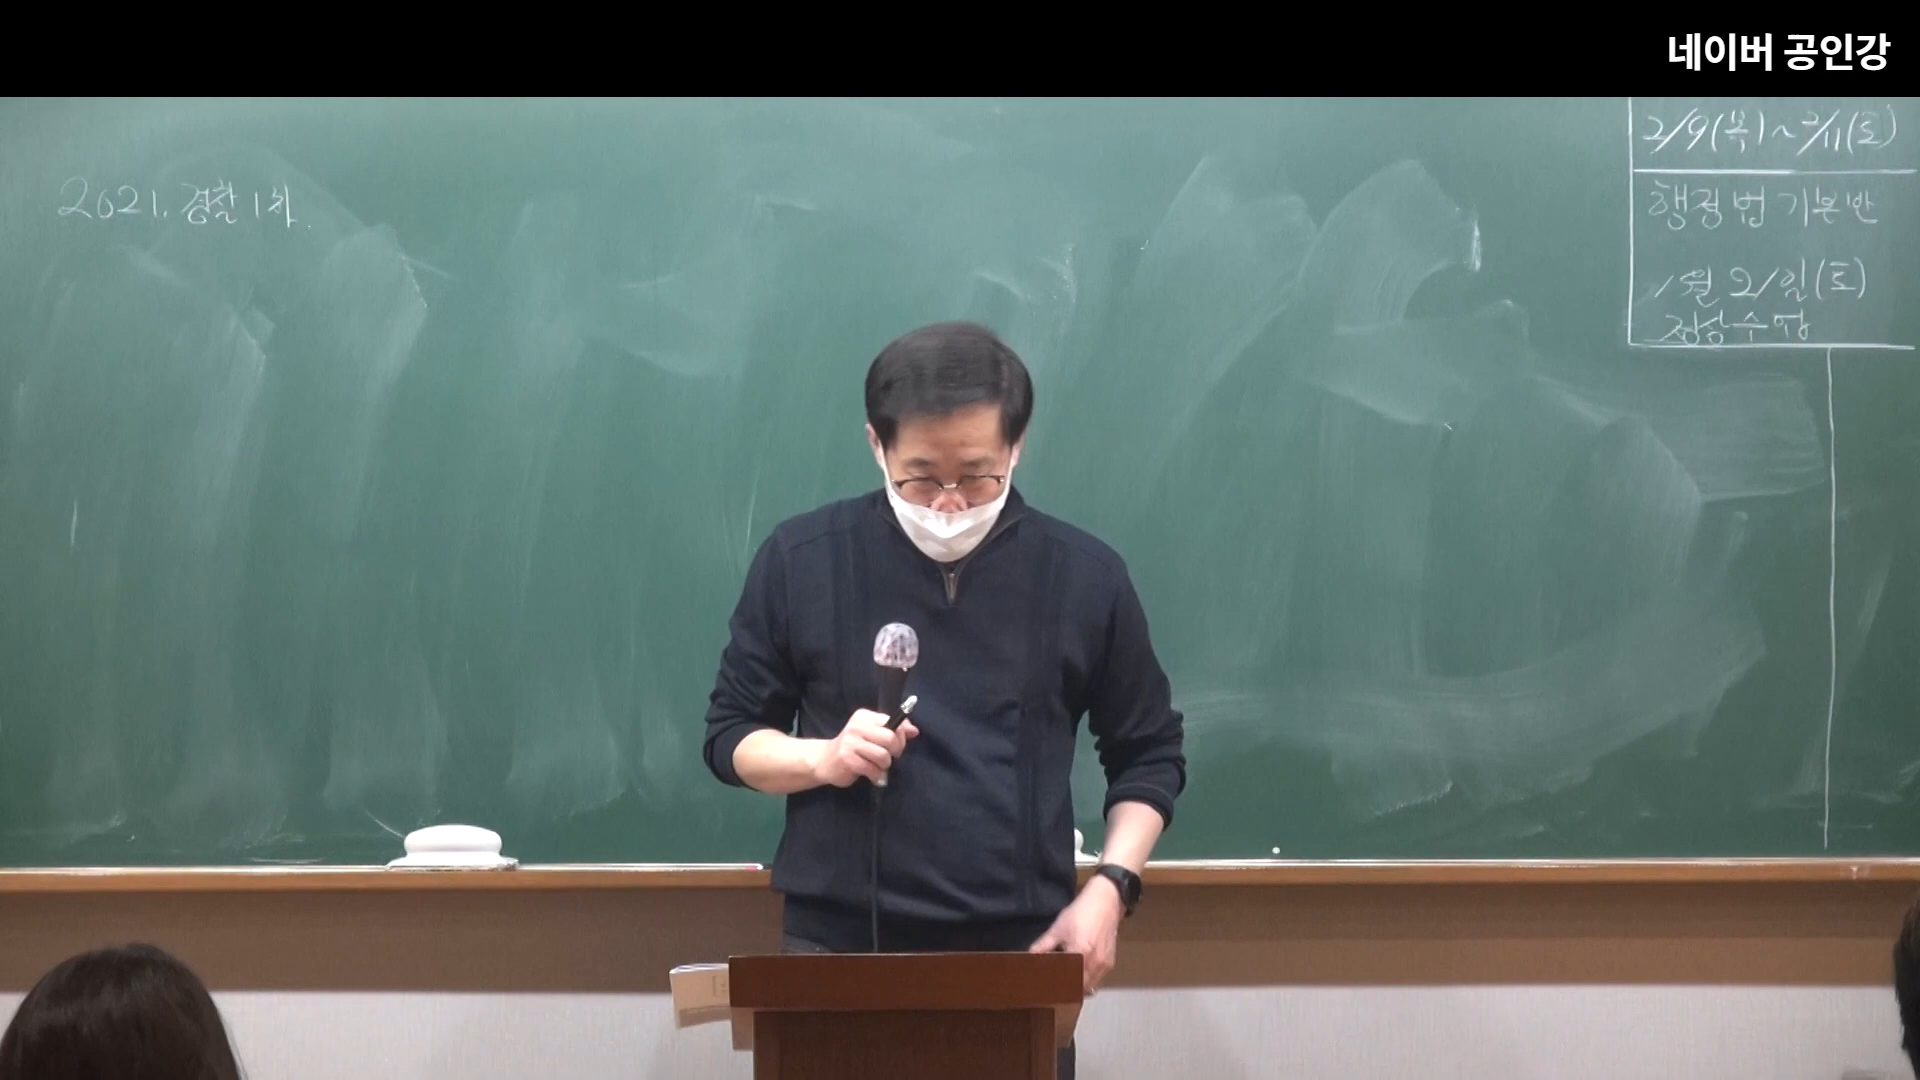 네이버 공인강
2/9(목)~2/11(토)
2021. 경찰 1차.
행정법 기본반
1월 21일(토)
정상수업